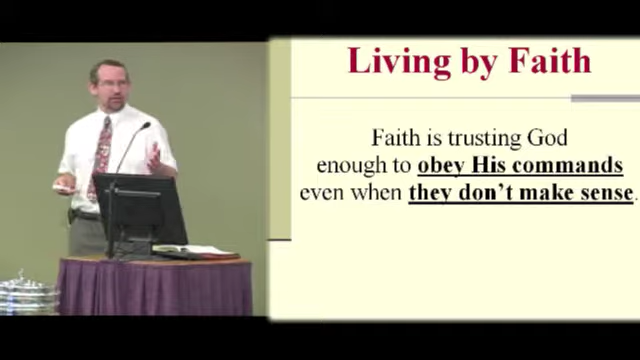 Living by Faith
Faith is trusting God
enough to obey His commands
even when they don't make sense.